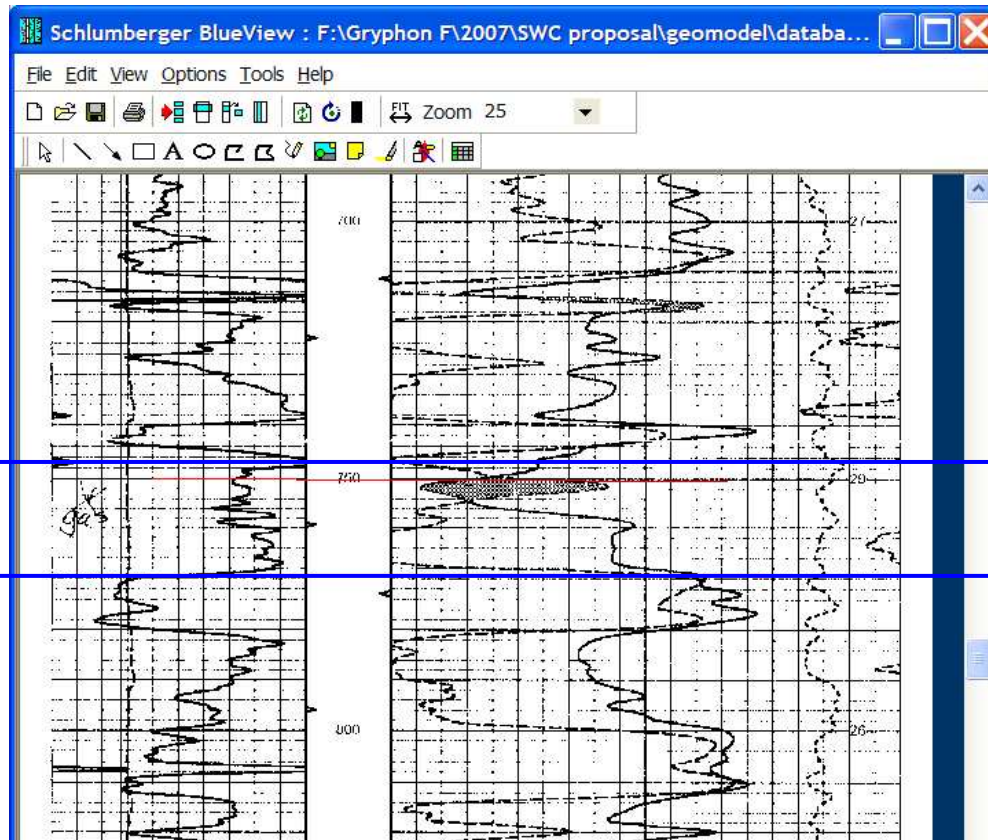 Schlumberger BlueView : F:\Gryphon F\2007\SWC proposal\geomodel\databa...
File Edit View Options Tools Help
FIT Zoom 25
A
700 27
750 29
gas
800 26